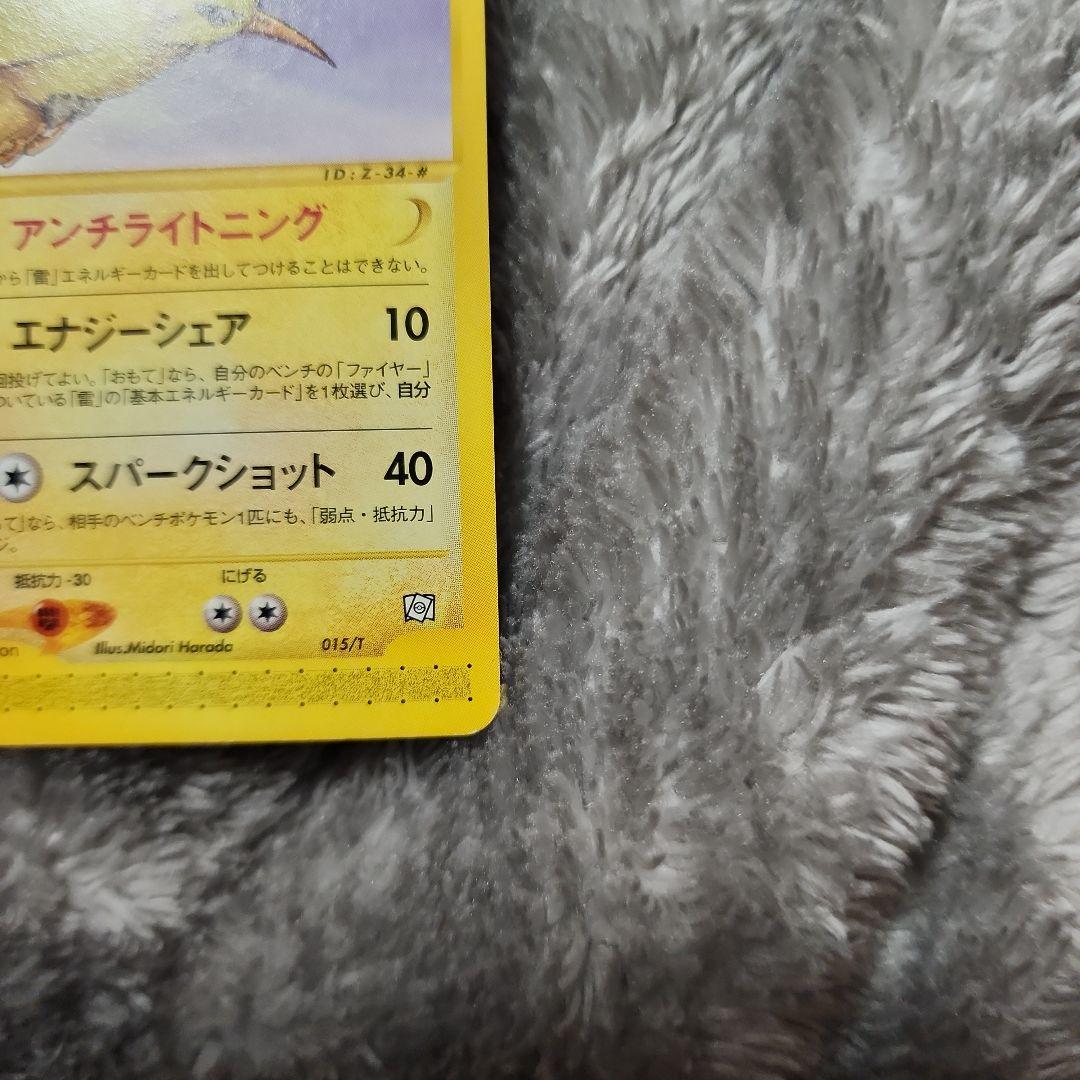 ID:Z-34-#
アンチライトニング
から「雷」エネルギーカードを出してつけることはできない。
エナジーシェア 10
回投げてよい。「おもて」なら、自分のベンチの「ファイヤー」
ついている「雷」の「基本エネルギーカード」を1枚選び、自分
スパークショット 40
て」なら、相手のベンチポケモン1匹にも、「弱点・抵抗力」
ジ。
抵抗力 -30 にげる
on Illus.Midori Harada 015/T